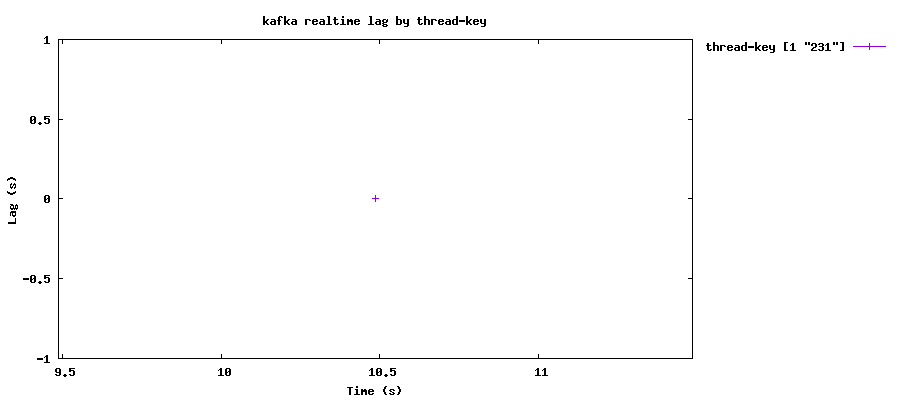 kafka realtime lag by thread-key
thread-key [1 "231"]
1
0.5
0
-0.5
-1
Lag (s)
9.5 10 10.5 11
Time (s)